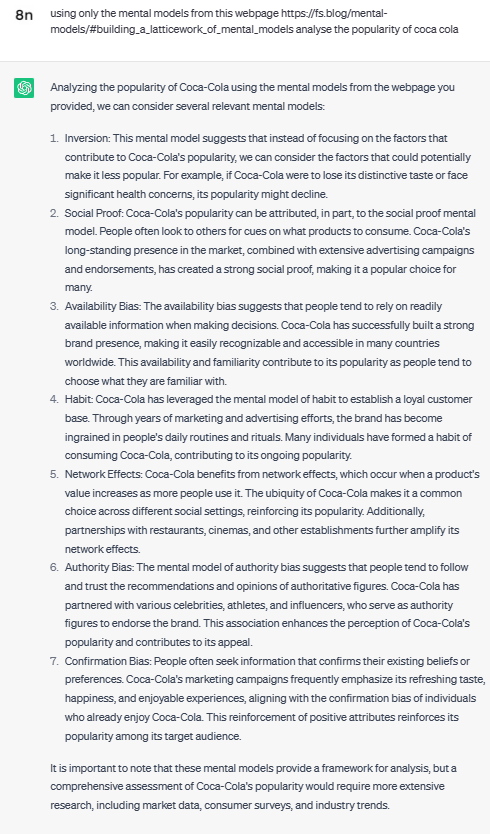 8n
using only the mental models from this webpage https://fs.blog/mental-
models/#building_a_latticework_of_mental_models analyse the popularity of coca cola
Analyzing the popularity of Coca-Cola using the mental models from the webpage you
provided, we can consider several relevant mental models:
1. Inversion: This mental model suggests that instead of focusing on the factors that
contribute to Coca-Cola's popularity, we can consider the factors that could potentially
make it less popular. For example, if Coca-Cola were to lose its distinctive taste or face
significant health concerns, its popularity might decline.
2. Social Proof: Coca-Cola's popularity can be attributed, in part, to the social proof mental
model. People often look to others for cues on what products to consume. Coca-Cola's
long-standing presence in the market, combined with extensive advertising campaigns
and endorsements, has created a strong social proof, making it a popular choice for
many.
3. Availability Bias: The availability bias suggests that people tend to rely on readily
available information when making decisions. Coca-Cola has successfully built a strong
brand presence, making it easily recognizable and accessible in many countries
worldwide. This availability and familiarity contribute to its popularity as people tend to
choose what they are familiar with.
4. Habit: Coca-Cola has leveraged the mental model of habit to establish a loyal customer
base. Through years of marketing and advertising efforts, the brand has become
ingrained in people's daily routines and rituals. Many individuals have formed a habit of
consuming Coca-Cola, contributing to its ongoing popularity.
5. Network Effects: Coca-Cola benefits from network effects, which occur when a product's
value increases as more people use it. The ubiquity of Coca-Cola makes it a common
choice across different social settings, reinforcing its popularity. Additionally,
partnerships with restaurants, cinemas, and other establishments further amplify its
network effects.
6. Authority Bias: The mental model of authority bias suggests that people tend to follow
and trust the recommendations and opinions of authoritative figures. Coca-Cola has
partnered with various celebrities, athletes, and influencers, who serve as authority
figures to endorse the brand. This association enhances the perception of Coca-Cola's
popularity and contributes to its appeal.
7. Confirmation Bias: People often seek information that confirms their existing beliefs or
preferences. Coca-Cola's marketing campaigns frequently emphasize its refreshing taste,
happiness, and enjoyable experiences, aligning with the confirmation bias of individuals
who already enjoy Coca-Cola. This reinforcement of positive attributes reinforces its
popularity among its target audience.
It is important to note that these mental models provide a framework for analysis, but a
comprehensive assessment of Coca-Cola's popularity would require more extensive
research, including market data, consumer surveys, and industry trends.